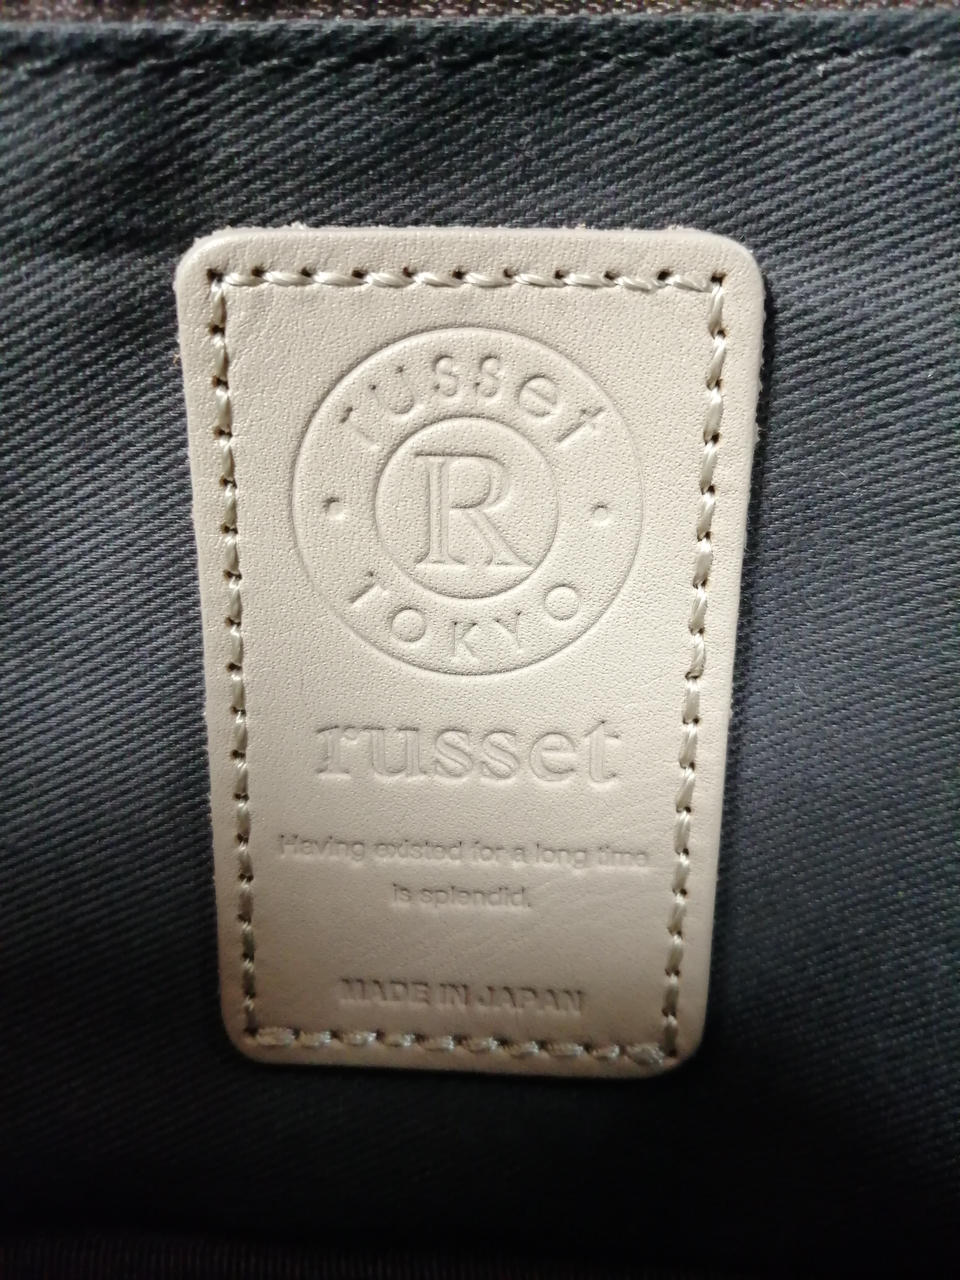 russet
R
TOKYO
russet
Having existed for a long time
is splendid.
MADE IN JAPAN